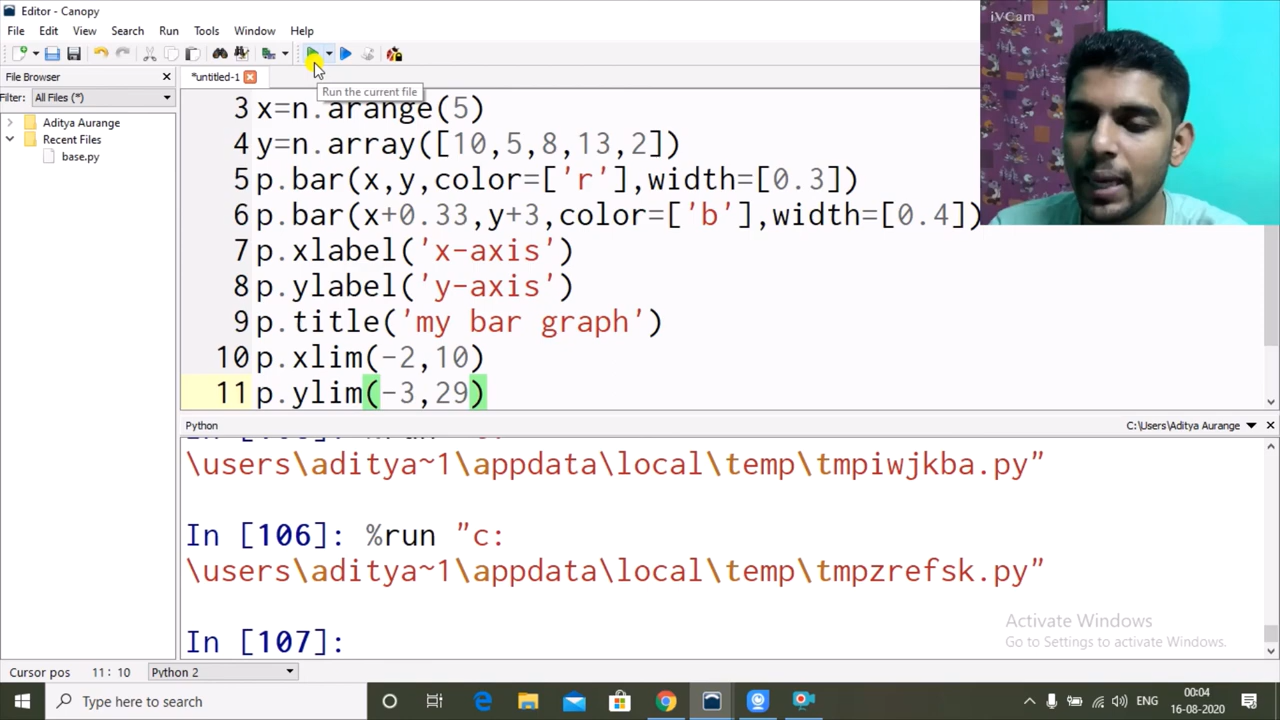 Editor - Canopy
File Edit View Search Run Tools Window Help
iVCam
File Browser
*untitled-1
Run the current file
Filter: All Files (*)
Aditya Aurange
Recent Files
base.py
3 x=n.arange(5)
4 y=n.array([10,5,8,13,2])
5 p.bar(x,y,color=['r'],width=[0.3])
6 p.bar(x+0.33,y+3,color=['b'],width=[0.4])
7 p.xlabel('x-axis')
8 p.ylabel('y-axis')
9 p.title('my bar graph')
10 p.xlim(-2,10)
11 p.ylim(-3,29)
Python C:\Users\Aditya Aurange
\users\aditya~1\appdata\local\temp\tmpiwjkba.py"
In [106]: %run "c:
\users\aditya~1\appdata\local\temp\tmpzrefsk.py"
In [107]:
Activate Windows
Go to Settings to activate Windows.
Cursor pos 11: 10 Python 2
Type here to search
ENG
00:04
16-08-2020